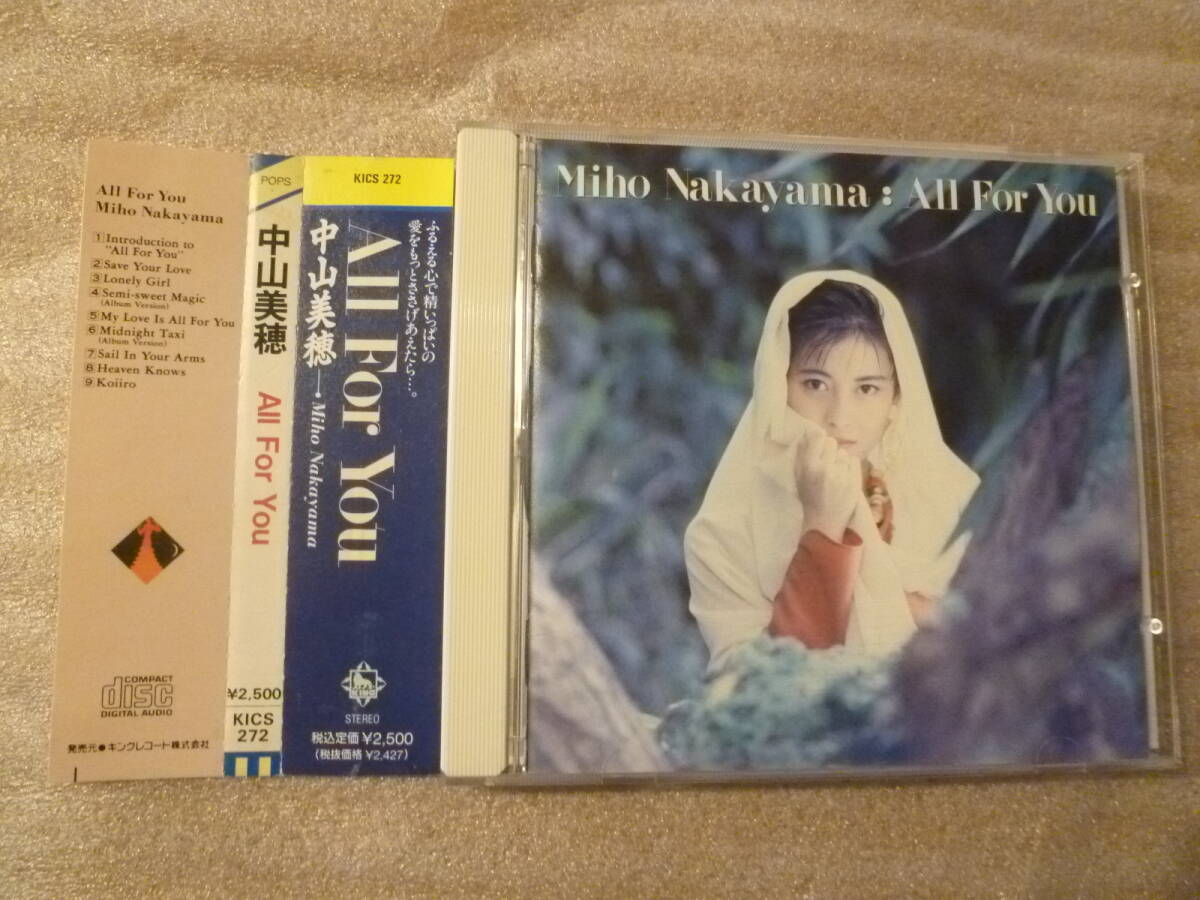 All For You
Miho Nakayama
1 Introduction to
"All For You"
2 Save Your Love
3 Lonely Girl
4 Semi-sweet Magic
(Album Version)
5 My Love Is All For You
6 Midnight Taxi
(Album Version)
7 Sail In Your Arms
8 Heaven Knows
9 Koiiro
COMPACT
disc
DIGITAL AUDIO
発売元●キングレコード株式会社
POPS
中山美穂
All For You
¥2,500
KICS
272
KICS 272
ふるえる心で精いっぱいの
愛をもっとささげあえたら…。
All For You
中山美穂—Miho Nakayama
KING
STEREO
税込定価¥2,500
(税抜価格¥2,427)
Miho Nakayama : All For You